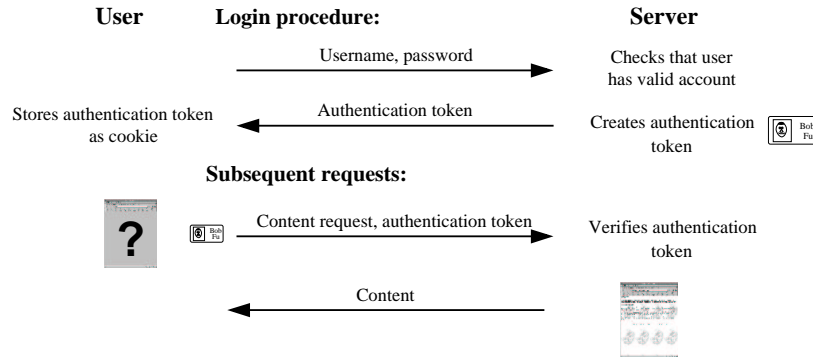 User Login procedure: Server
Username, password
Checks that user
has valid account
Stores authentication token
as cookie
Authentication token
Creates authentication
token
Bob
Fu
Subsequent requests:
?
Bob
Fu
Content request, authentication token
Verifies authentication
token
Content